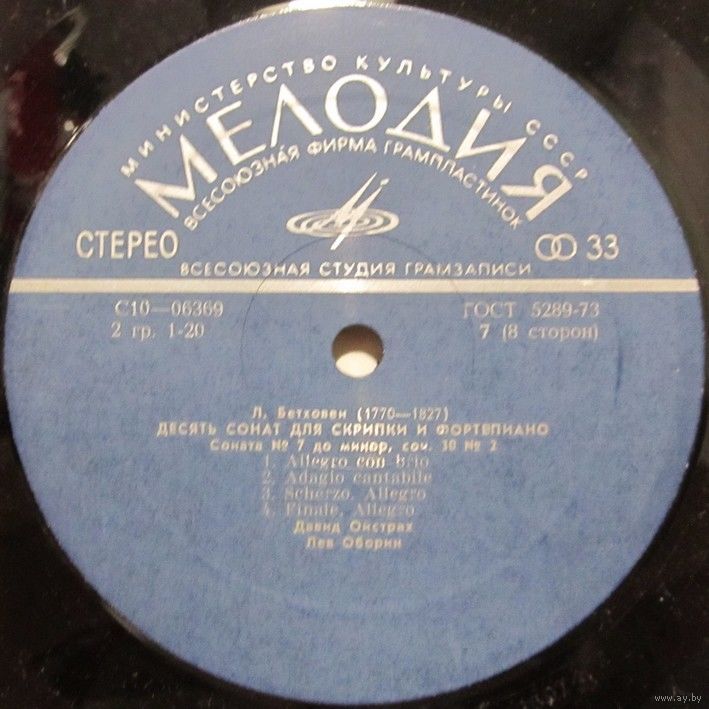 МИНИСТЕРСТВО КУЛЬТУРЫ СССР
МЕЛОДИЯ
ВСЕСОЮЗНАЯ ФИРМА ГРАМПЛАСТИНОК
СТЕРЕО
33
ВСЕСОЮЗНАЯ СТУДИЯ ГРАМЗАПИСИ
С10—06369
ГОСТ 5289-73
2 гр. 1-20
7 (8 сторон)
Л. Бетховен (1770—1827)
ДЕСЯТЬ СОНАТ ДЛЯ СКРИПКИ И ФОРТЕПИАНО
Соната № 7 до минор, соч. 30 № 2
1. Allegro con brio
2. Adagio cantabile
3. Scherzo. Allegro
4. Finale. Allegro
Давид Ойстрах
Лев Оборин
www.ay.by